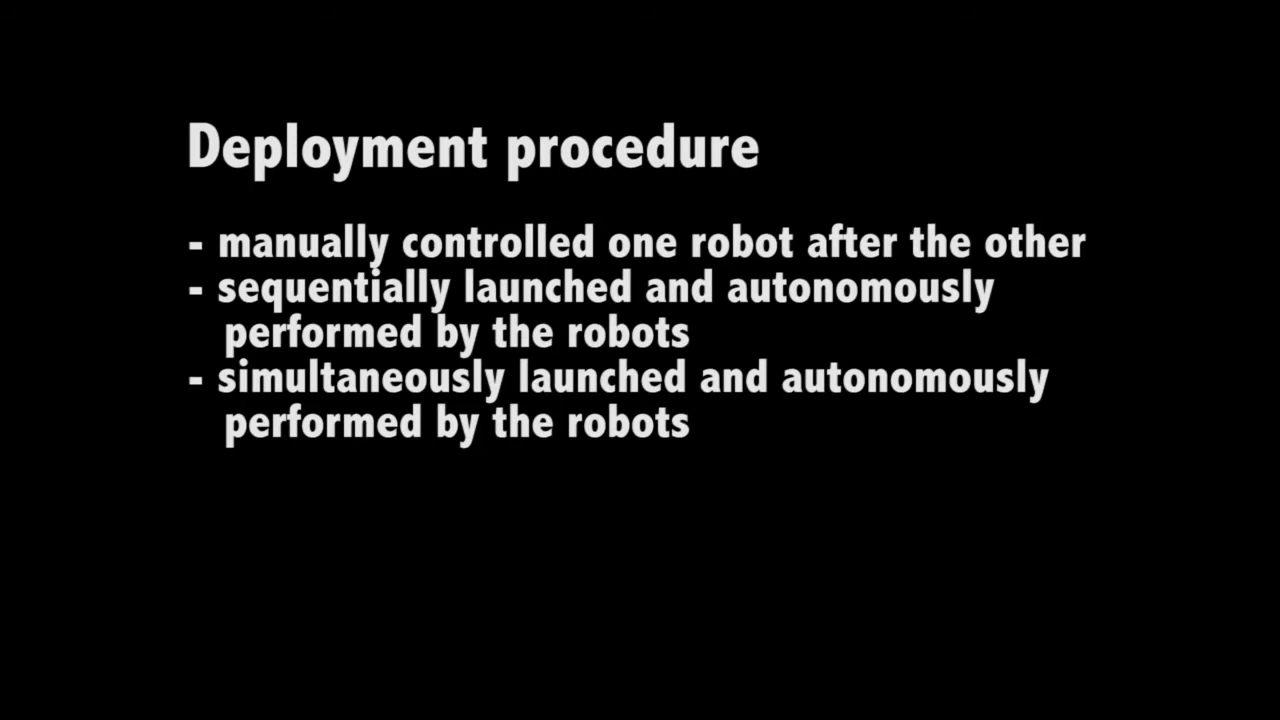 Deployment procedure
- manually controlled one robot after the other
- sequentially launched and autonomously
performed by the robots
- simultaneously launched and autonomously
performed by the robots